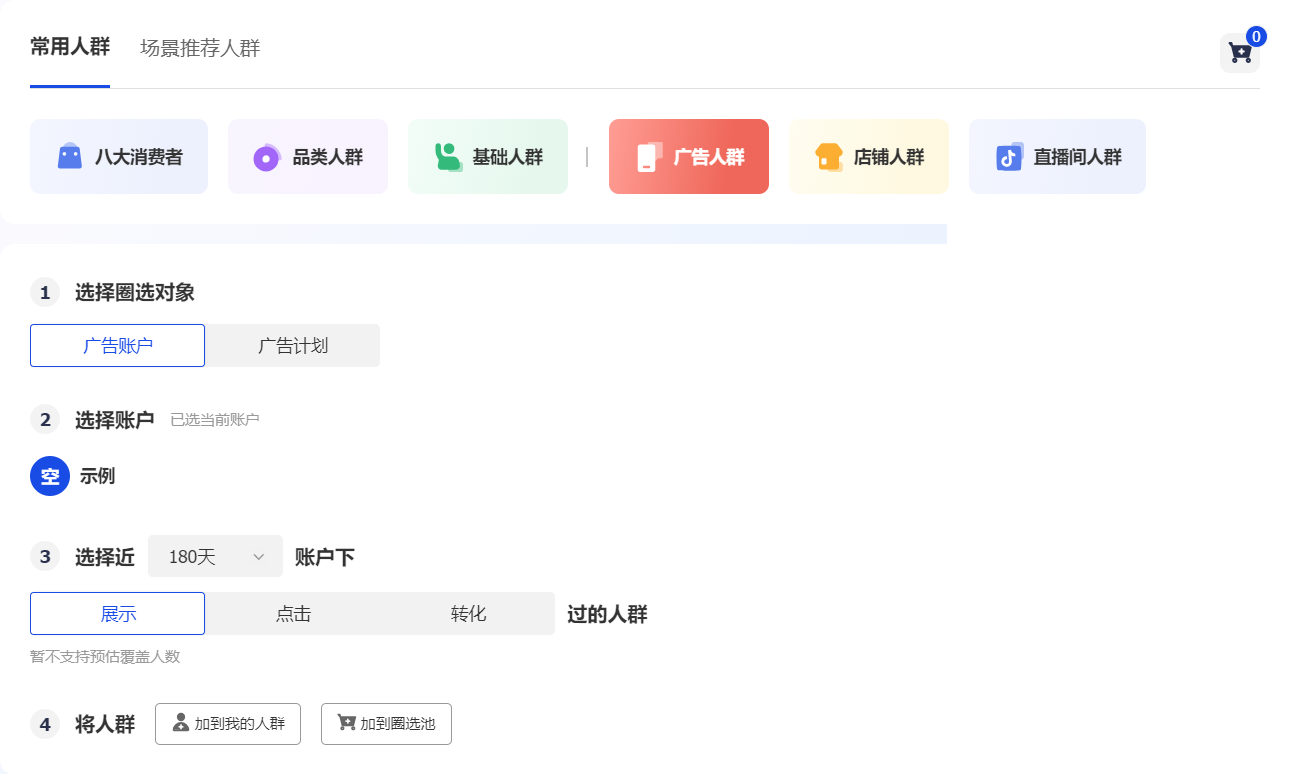 常用人群 场景推荐人群 0
八大消费者 品类人群 基础人群 广告人群 店铺人群 直播间人群
1 选择圈选对象
广告账户 广告计划
2 选择账户 已选当前账户
空 示例
3 选择近 180天 账户下
展示 点击 转化 过的人群
暂不支持预估覆盖人数
4 将人群 加到我的人群 加到圈选池